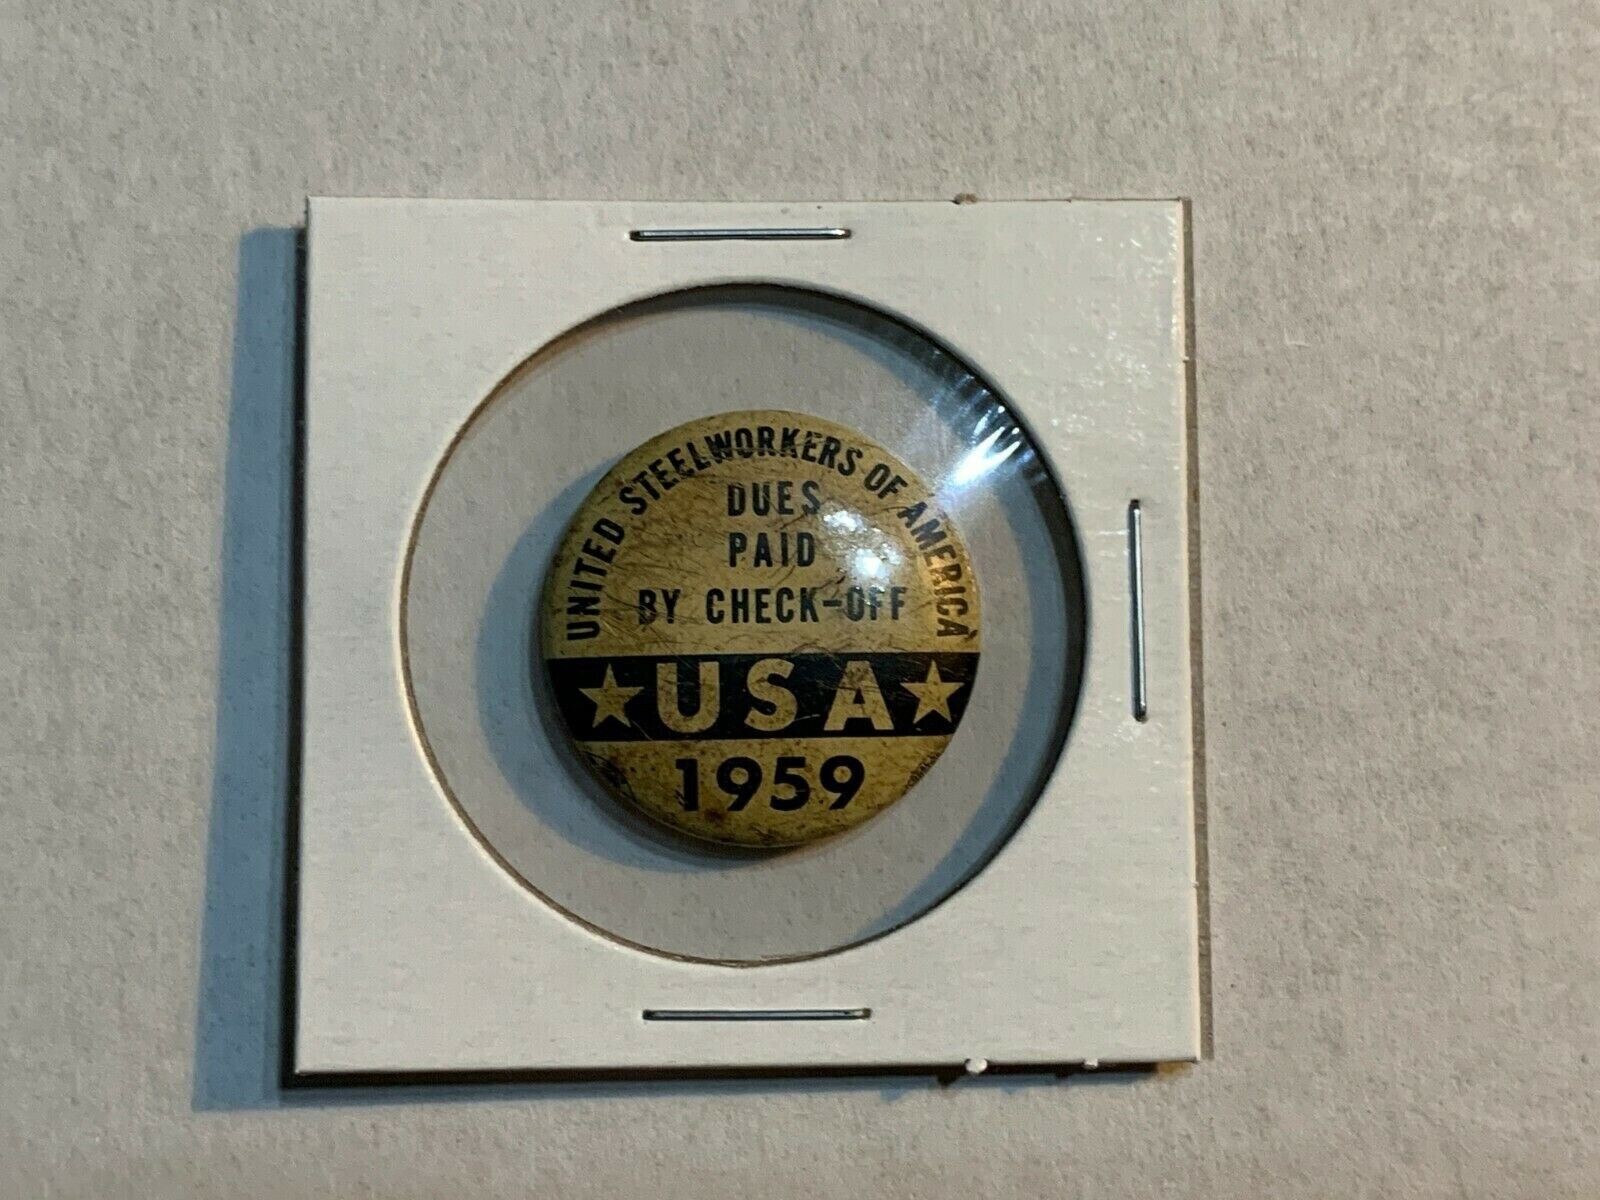 UNITED STEELWORKERS OF AMERICA
DUES
PAID
BY CHECK-OFF
USA
1959